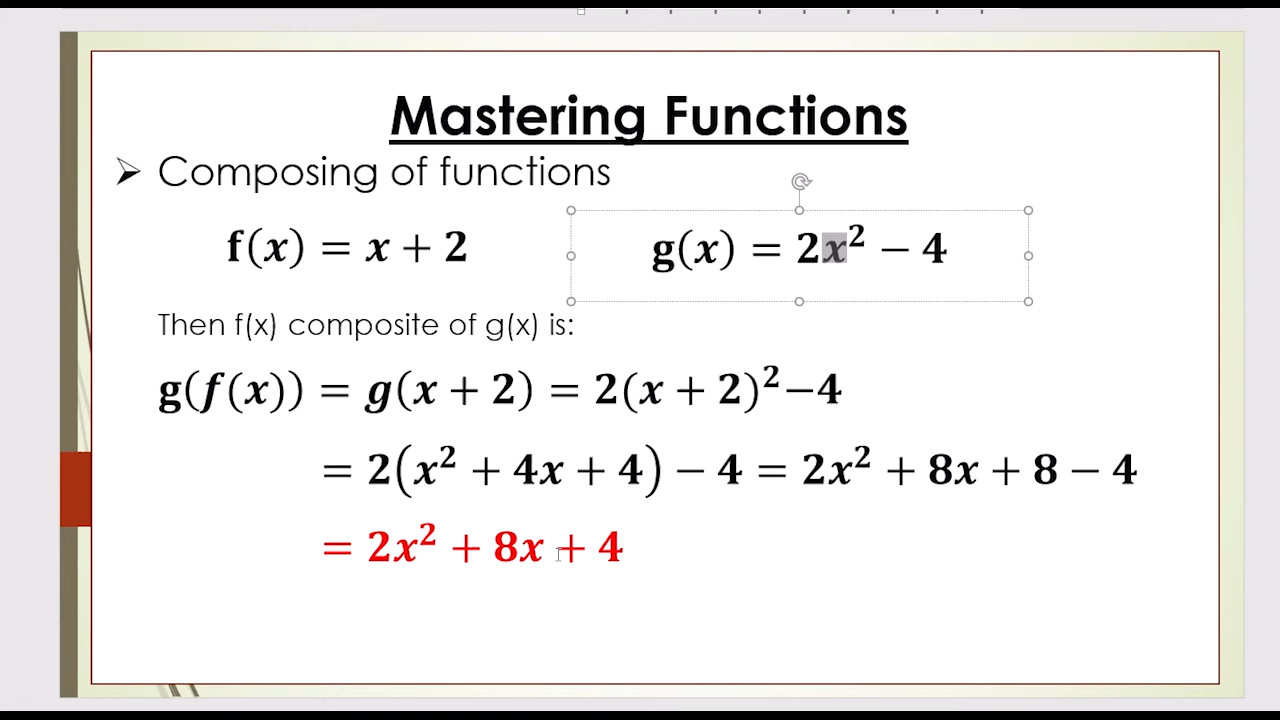 Mastering Functions
➢ Composing of functions
f(x) = x + 2
g(x) = 2x² − 4
Then f(x) composite of g(x) is:
g(f(x)) = g(x + 2) = 2(x + 2)²−4
= 2(x² + 4x + 4) − 4 = 2x² + 8x + 8 − 4
= 2x² + 8x + 4